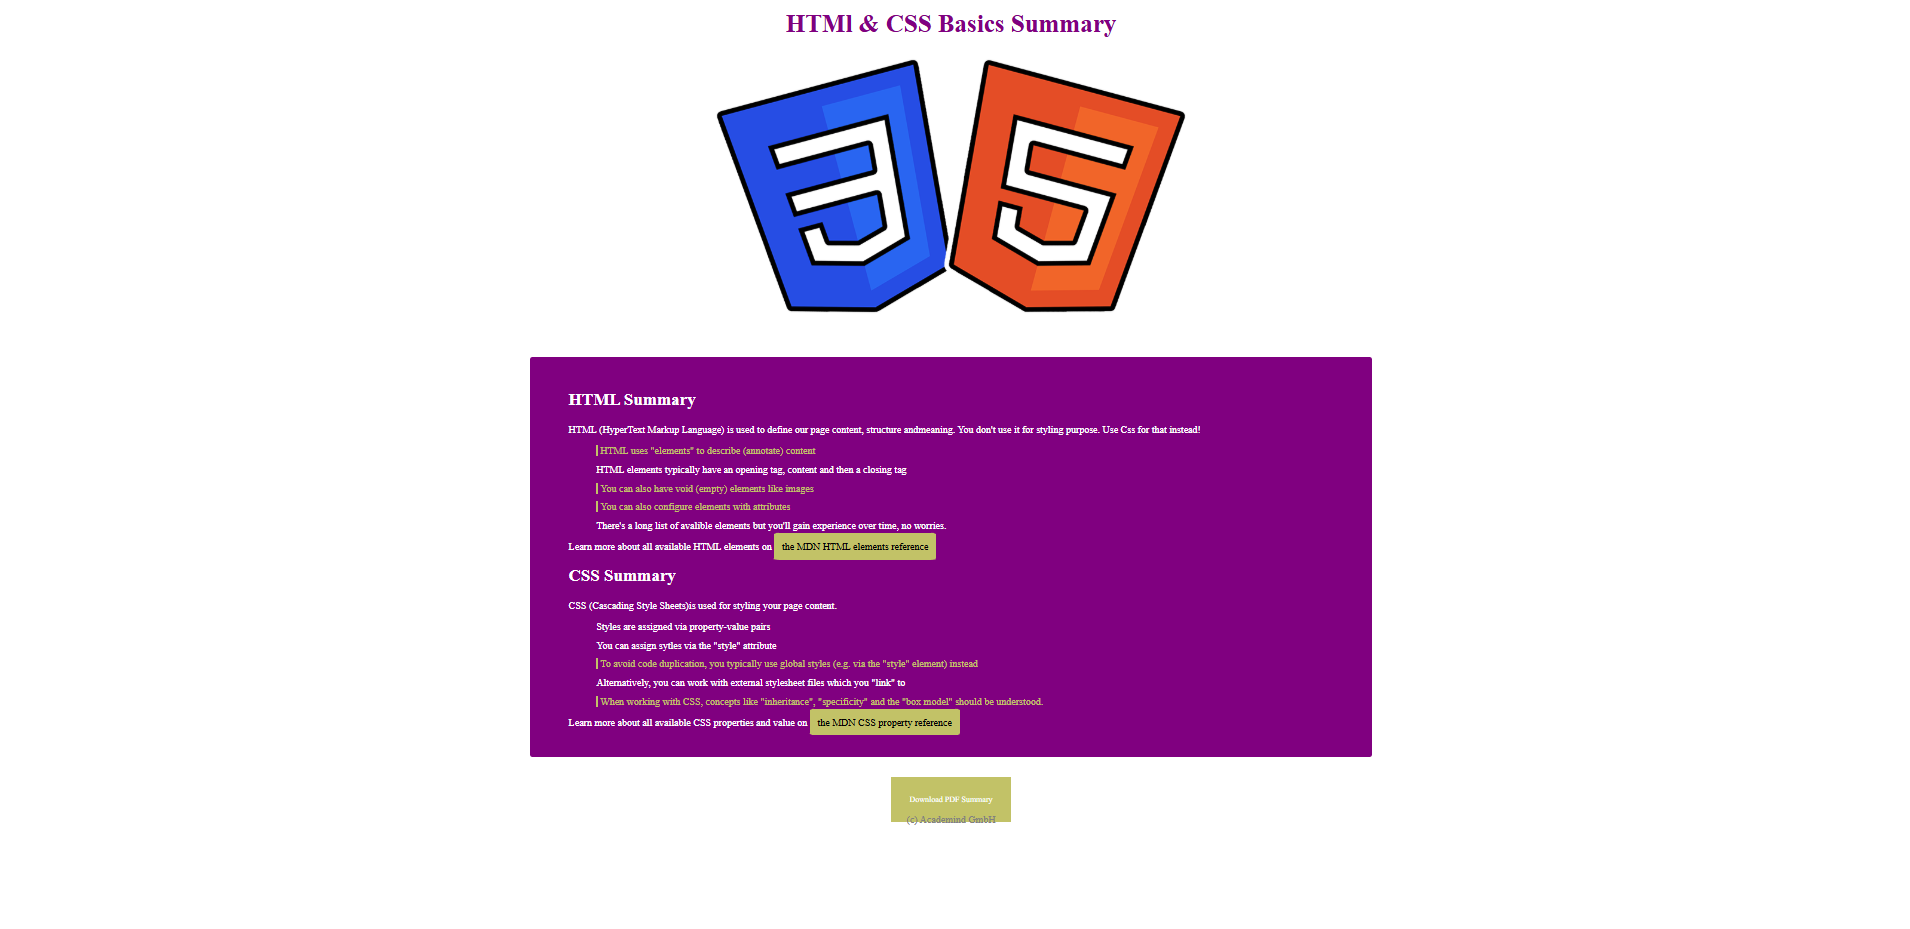 HTMl & CSS Basics Summary
HTML Summary
HTML (HyperText Markup Language) is used to define our page content, structure andmeaning. You don't use it for styling purpose. Use Css for that instead!
HTML uses "elements" to describe (annotate) content
HTML elements typically have an opening tag, content and then a closing tag
You can also have void (empty) elements like images
You can also configure elements with attributes
There's a long list of avalible elements but you'll gain experience over time, no worries.
Learn more about all available HTML elements on the MDN HTML elements reference
CSS Summary
CSS (Cascading Style Sheets)is used for styling your page content.
Styles are assigned via property-value pairs
You can assign sytles via the "style" attribute
To avoid code duplication, you typically use global styles (e.g. via the "style" element) instead
Alternatively, you can work with external stylesheet files which you "link" to
When working with CSS, concepts like "inheritance", "specificity" and the "box model" should be understood.
Learn more about all available CSS properties and value on the MDN CSS property reference
Download PDF Summary
(c) Academind GmbH